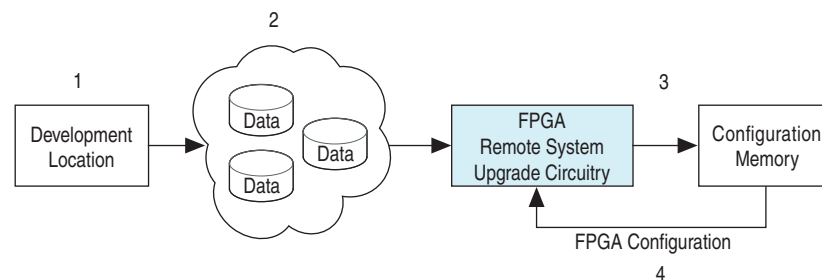 1
2
3
Development
Location
Data
Data
Data
FPGA
Remote System
Upgrade Circuitry
Configuration
Memory
FPGA Configuration
4